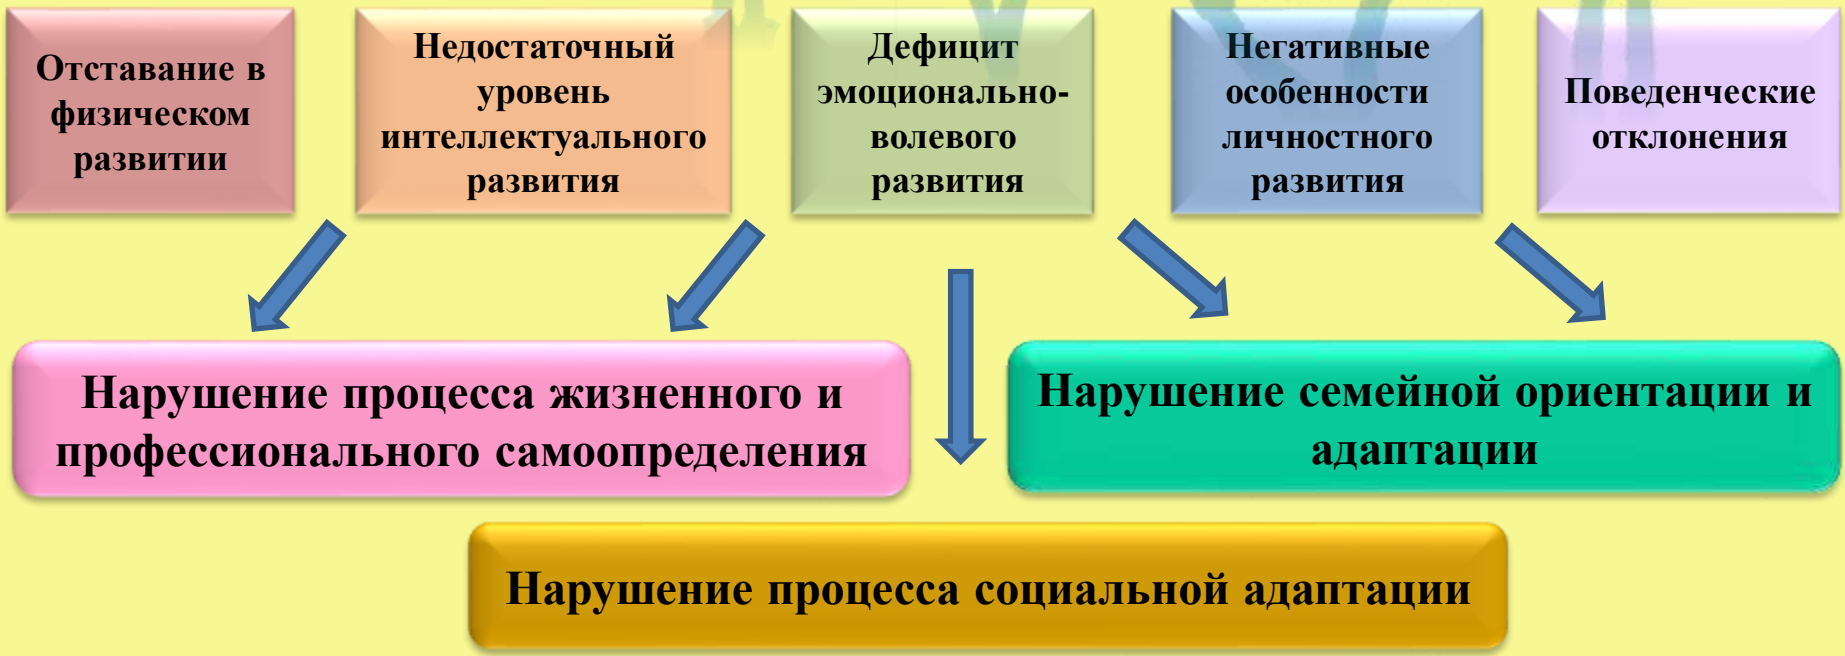 Отставание в
физическом
развитии
Недостаточный
уровень
интеллектуального
развития
Дефицит
эмоционально-
волевого
развития
Негативные
особенности
личностного
развития
Поведенческие
отклонения
Нарушение процесса жизненного и
профессионального самоопределения
Нарушение семейной ориентации и
адаптации
Нарушение процесса социальной адаптации